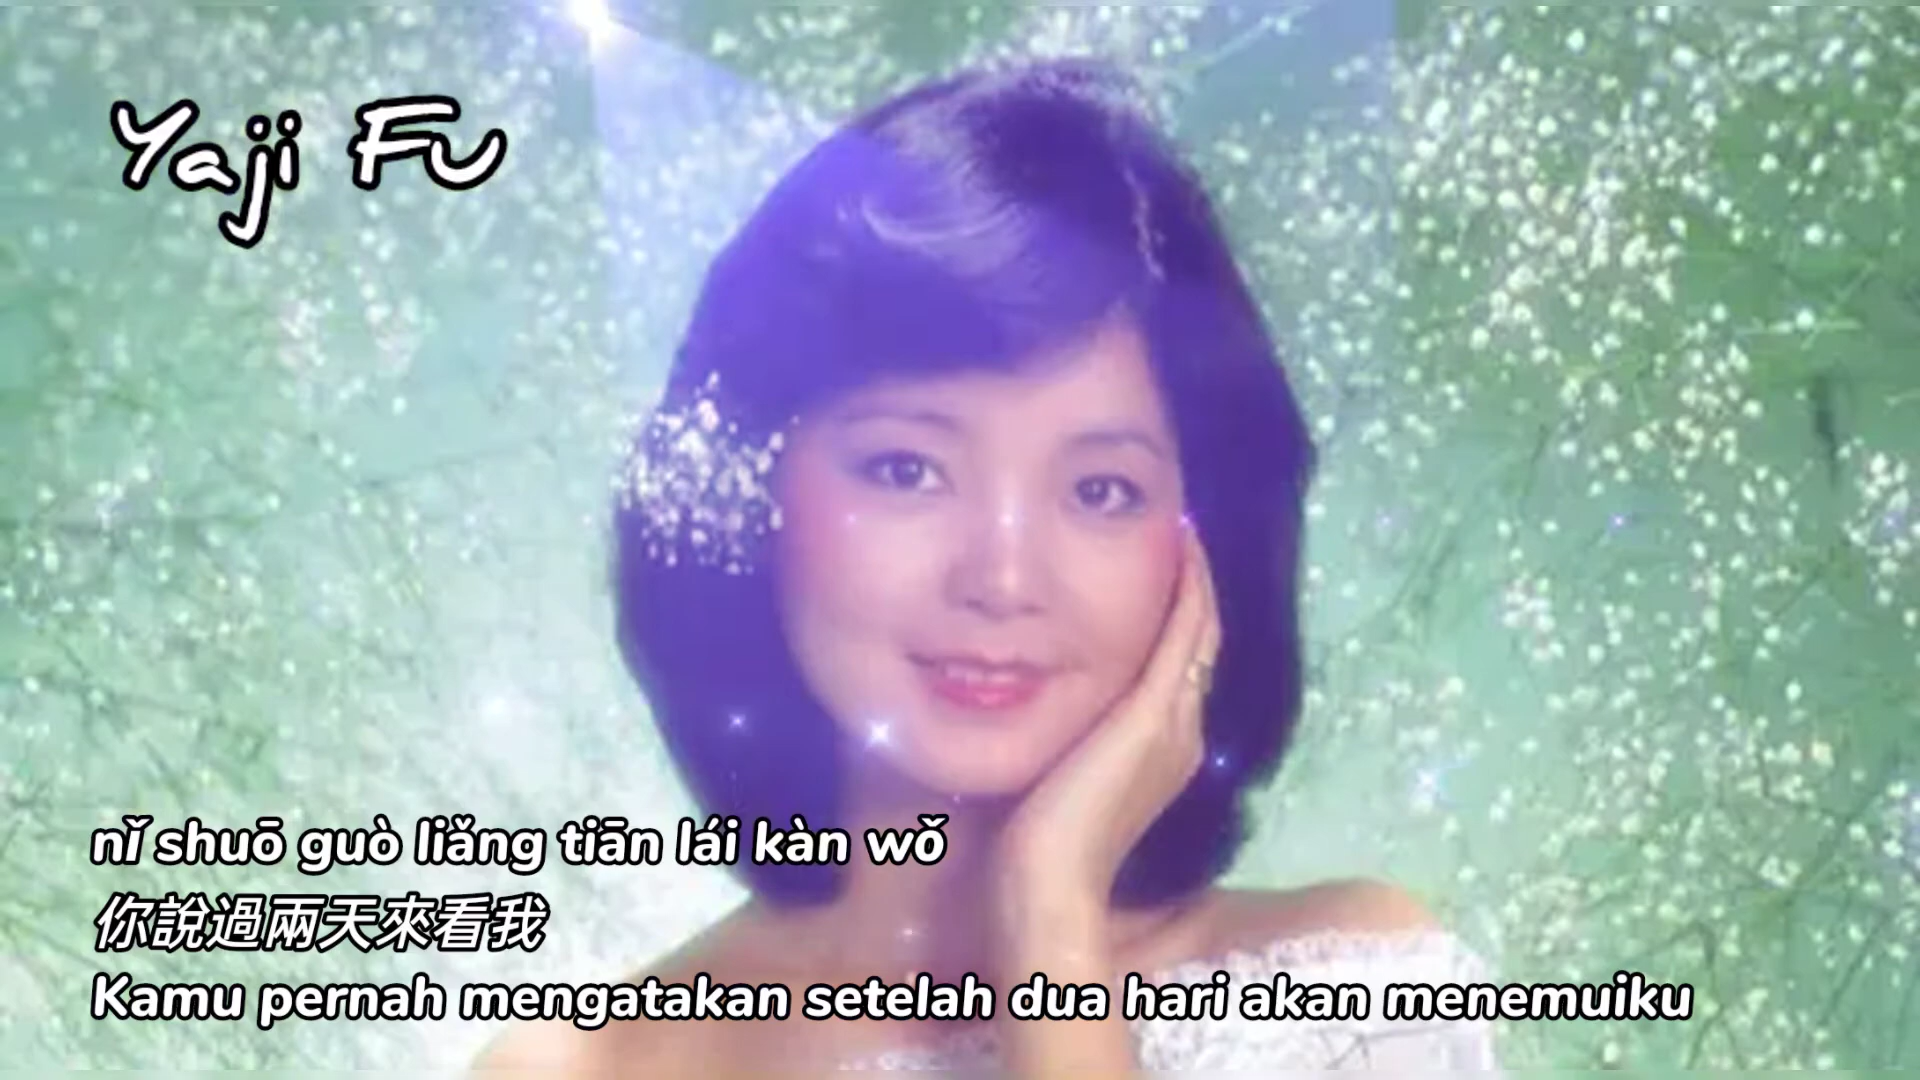 Yaji Fu
nǐ shuō guò liǎng tiān lái kàn wǒ
你說過兩天來看我
Kamu pernah mengatakan setelah dua hari akan menemuiku